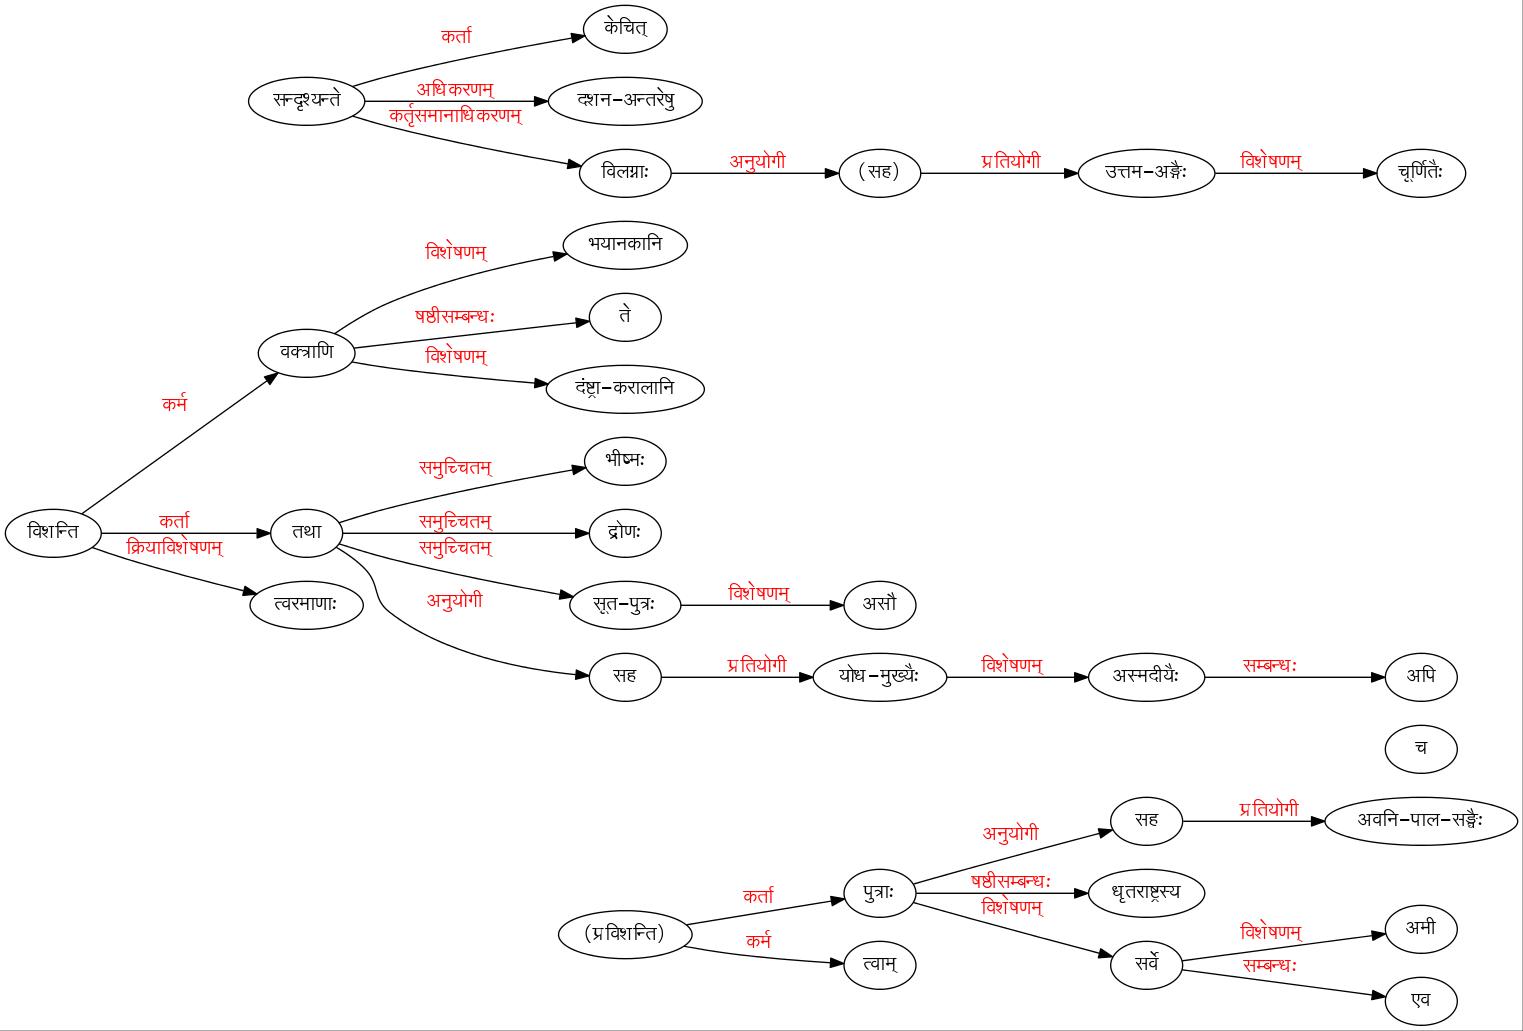 कर्ता
केचित्
सन्दृश्यन्ते
अधिकरणम्
दशन-अन्तरेषु
कर्तृसमानाधिकरणम्
विलग्नाः
अनुयोगी
(सह)
प्रतियोगी
उत्तम-अङ्गैः
विशेषणम्
चूर्णितैः
विशेषणम्
भयानकानि
षष्ठीसम्बन्धः
ते
वक्त्राणि
विशेषणम्
दंष्ट्रा-करालानि
कर्म
समुच्चितम्
भीष्मः
विशन्ति
कर्ता
तथा
समुच्चितम्
द्रोणः
क्रियाविशेषणम्
त्वरमाणाः
समुच्चितम्
सूत-पुत्रः
विशेषणम्
असौ
अनुयोगी
सह
प्रतियोगी
योध-मुख्यैः
विशेषणम्
अस्मदीयैः
सम्बन्धः
अपि
च
अनुयोगी
सह
प्रतियोगी
अवनि-पाल-सङ्घैः
कर्ता
पुत्राः
षष्ठीसम्बन्धः
धृतराष्ट्रस्य
विशेषणम्
(प्रविशन्ति)
कर्म
त्वाम्
सर्वे
विशेषणम्
अमी
सम्बन्धः
एव